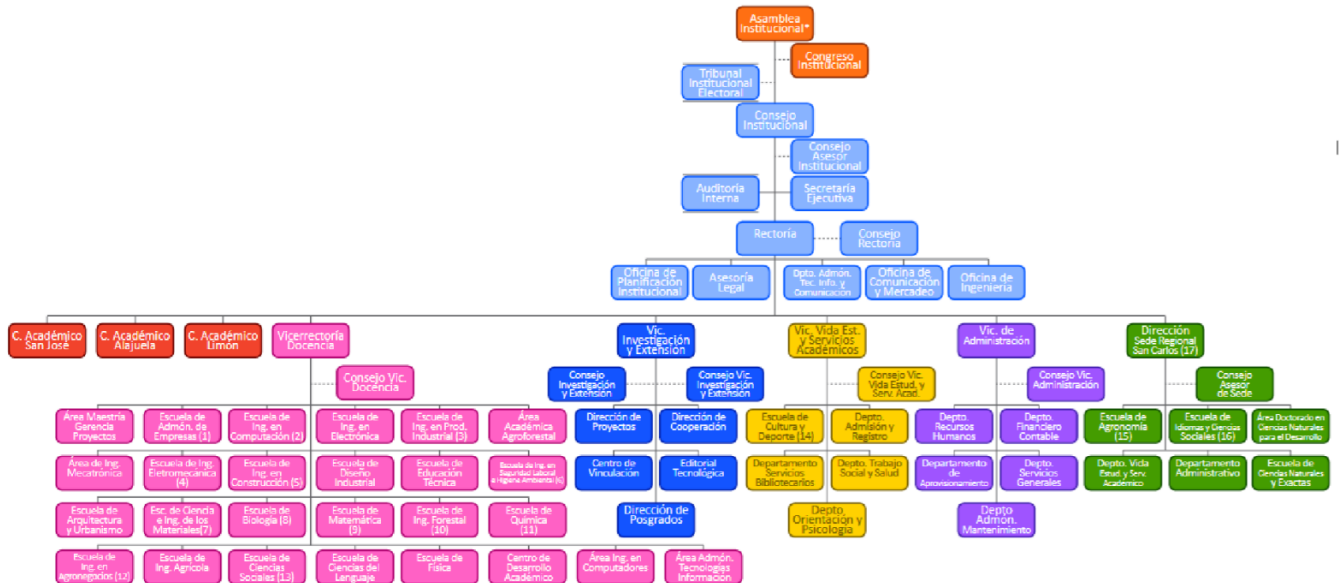 Asamblea
Institucional*
Congreso
Institucional
Tribunal
Institucional
Electoral
Consejo
Institucional
Consejo
Asesor
Institucional
Auditoría
Interna
Secretaría
Ejecutiva
Rectoría
Consejo
Rectoría
Oficina de
Planificación
Institucional
Asesoría
Legal
Dpto. Admón.
Tec. Info. y
Comunicación
Oficina de
Comunicación
y Mercadeo
Oficina de
Ingeniería
C. Académico
San José
C. Académico
Alajuela
C. Académico
Limón
Vicerrectoría
Docencia
Vic.
Investigación
y Extensión
Vic. Vida Est.
y Servicios
Académicos
Vic. de
Administración
Dirección
Sede Regional
San Carlos (17)
Consejo Vic.
Docencia
Consejo
Investigación
y Extensión
Consejo Vic.
Investigación
y Extensión
Consejo Vic.
Vida Estud. y
Serv. Acad.
Consejo Vic.
Administración
Consejo
Asesor
de Sede
Área Maestría
Gerencia
Proyectos
Escuela de
Admón. de
Empresas (1)
Escuela de
Ing. en
Computación (2)
Escuela de
Ing. en
Electrónica
Escuela de
Ing. en Prod.
Industrial (3)
Área
Académica
Agroforestal
Dirección de
Proyectos
Dirección de
Cooperación
Escuela de
Cultura y
Deporte (14)
Depto.
Admisión y
Registro
Depto.
Recursos
Humanos
Depto.
Financiero
Contable
Escuela de
Agronomía
(15)
Escuela de
Idiomas y Ciencias
Sociales (16)
Área Doctorado en
Ciencias Naturales
para el Desarrollo
Área de Ing.
Mecatrónica
Escuela de Ing.
Eletromecánica
(4)
Escuela de
Ing. en
Construcción (5)
Escuela de
Diseño
Industrial
Escuela de
Educación
Técnica
Escuela de Ing. en
Seguridad Laboral
e Higiene Ambiental (6)
Centro de
Vinculación
Editorial
Tecnológica
Departamento
Servicios
Bibliotecarios
Depto. Trabajo
Social y Salud
Departamento
de
Aprovisionamiento
Depto.
Servicios
Generales
Depto. Vida
Estud y Serv.
Académico
Departamento
Administrativo
Escuela de
Ciencias Naturales
y Exactas
Escuela de
Arquitectura
y Urbanismo
Esc. de Ciencia
e Ing. de los
Materiales(7)
Escuela de
Biología (8)
Escuela de
Matemática
(9)
Escuela de
Ing. Forestal
(10)
Escuela de
Química
(11)
Dirección de
Posgrados
Depto.
Orientación y
Psicología
Depto
Admón.
Mantenimiento
Escuela de
Ing. en
Agronegocios (12)
Escuela de
Ing. Agrícola
Escuela de
Ciencias
Sociales (13)
Escuela de
Ciencias del
Lenguaje
Escuela de
Física
Centro de
Desarrollo
Académico
Área Ing. en
Computadores
Área Admón.
Tecnologías
Información